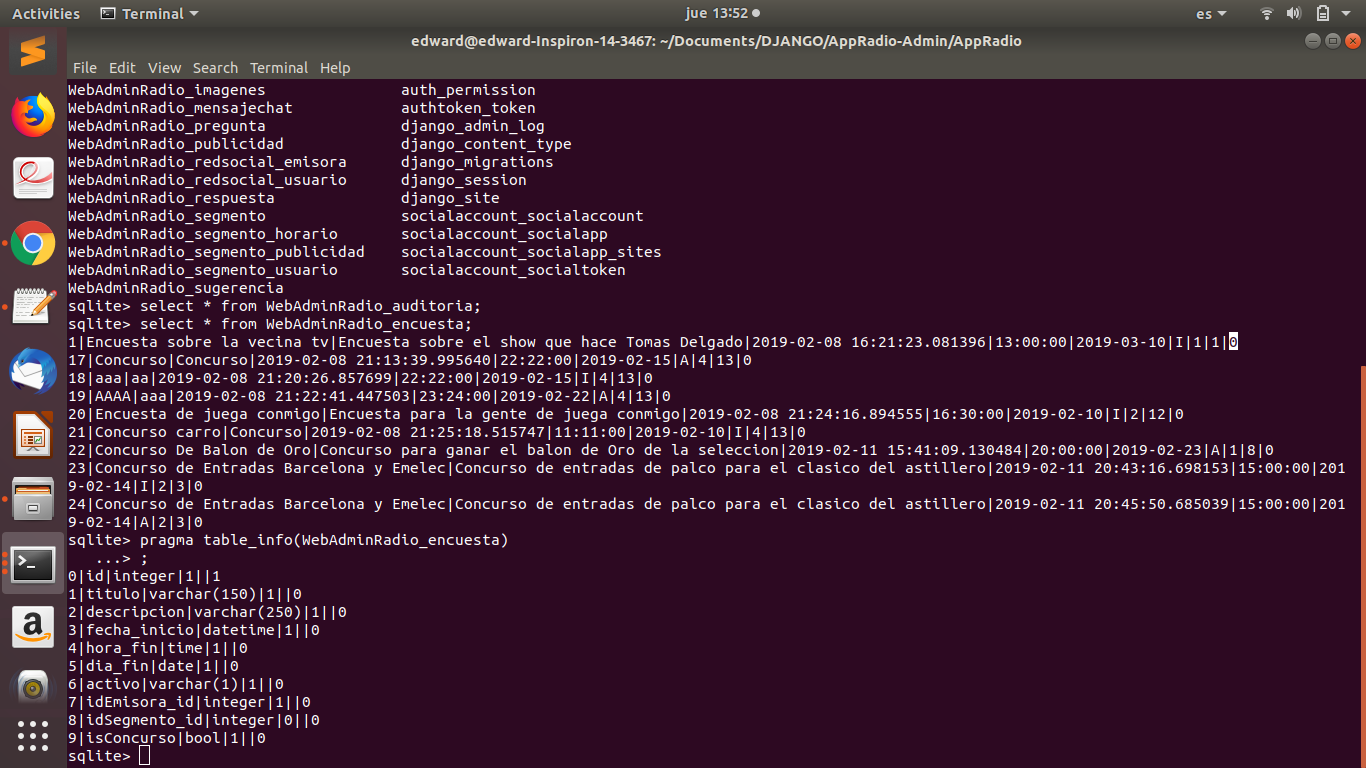 Activities Terminal jue 13:52 es
edward@edward-Inspiron-14-3467: ~/Documents/DJANGO/AppRadio-Admin/AppRadio
File Edit View Search Terminal Help
WebAdminRadio_imagenes auth_permission
WebAdminRadio_mensajechat authtoken_token
WebAdminRadio_pregunta django_admin_log
WebAdminRadio_publicidad django_content_type
WebAdminRadio_redsocial_emisora django_migrations
WebAdminRadio_redsocial_usuario django_session
WebAdminRadio_respuesta django_site
WebAdminRadio_segmento socialaccount_socialaccount
WebAdminRadio_segmento_horario socialaccount_socialapp
WebAdminRadio_segmento_publicidad socialaccount_socialapp_sites
WebAdminRadio_segmento_usuario socialaccount_socialtoken
WebAdminRadio_sugerencia
sqlite> select * from WebAdminRadio_auditoria;
sqlite> select * from WebAdminRadio_encuesta;
1|Encuesta sobre la vecina tv|Encuesta sobre el show que hace Tomas Delgado|2019-02-08 16:21:23.081396|13:00:00|2019-03-10|I|1|1|0
17|Concurso|Concurso|2019-02-08 21:13:39.995640|22:22:00|2019-02-15|A|4|13|0
18|aaa|aa|2019-02-08 21:20:26.857699|22:22:00|2019-02-15|I|4|13|0
19|AAAA|aaa|2019-02-08 21:22:41.447503|23:24:00|2019-02-22|A|4|13|0
20|Encuesta de juega conmigo|Encuesta para la gente de juega conmigo|2019-02-08 21:24:16.894555|16:30:00|2019-02-10|I|2|12|0
21|Concurso carro|Concurso|2019-02-08 21:25:18.515747|11:11:00|2019-02-10|I|4|13|0
22|Concurso De Balon de Oro|Concurso para ganar el balon de Oro de la seleccion|2019-02-11 15:41:09.130484|20:00:00|2019-02-23|A|1|8|0
23|Concurso de Entradas Barcelona y Emelec|Concurso de entradas de palco para el clasico del astillero|2019-02-11 20:43:16.698153|15:00:00|201
9-02-14|I|2|3|0
24|Concurso de Entradas Barcelona y Emelec|Concurso de entradas de palco para el clasico del astillero|2019-02-11 20:45:50.685039|15:00:00|201
9-02-14|A|2|3|0
sqlite> pragma table_info(WebAdminRadio_encuesta)
...> ;
0|id|integer|1||1
1|titulo|varchar(150)|1||0
2|descripcion|varchar(250)|1||0
3|fecha_inicio|datetime|1||0
4|hora_fin|time|1||0
5|dia_fin|date|1||0
6|activo|varchar(1)|1||0
7|idEmisora_id|integer|1||0
8|idSegmento_id|integer|0||0
9|isConcurso|bool|1||0
sqlite>